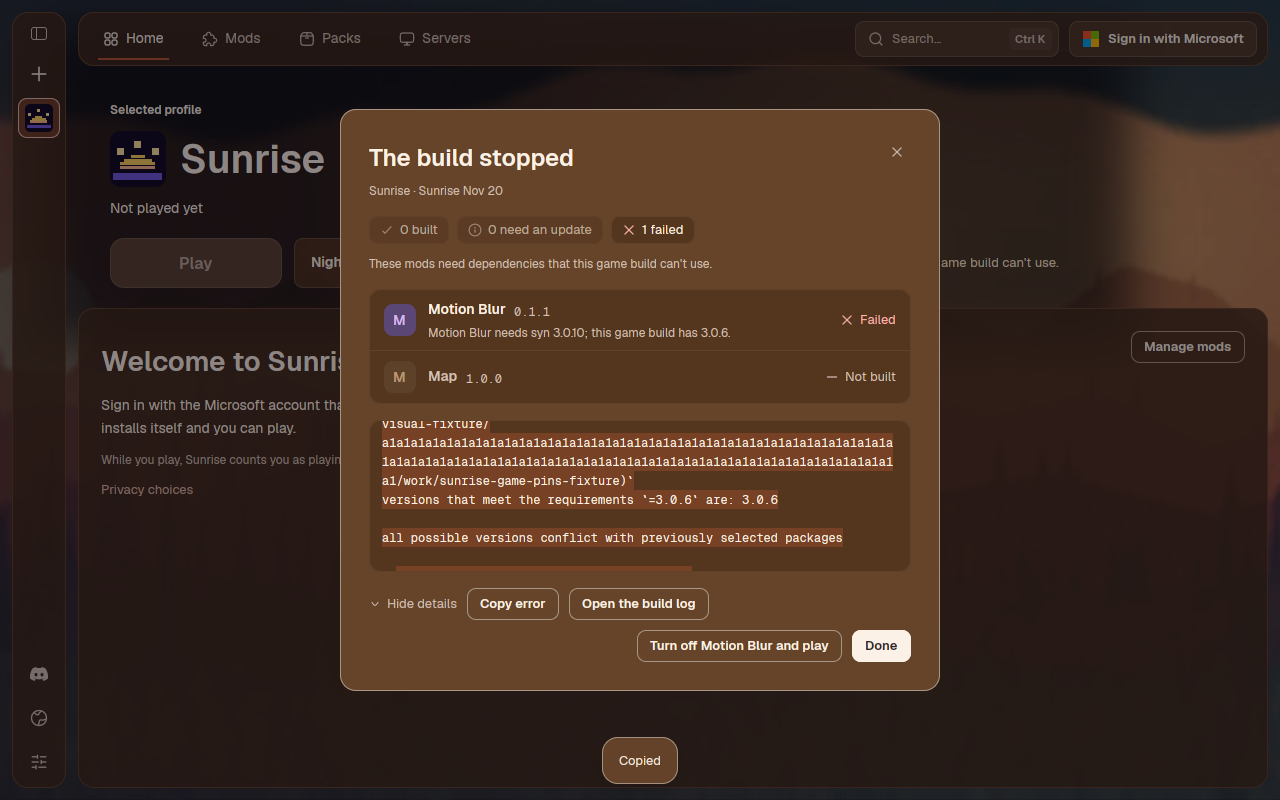 Home
Mods
Packs
Servers
Search...
Ctrl K
Sign in with Microsoft
Selected profile
Sunrise
Not played yet
Play
Nigh
ame build can't use.
Welcome to Sunris
Sign in with the Microsoft account tha
installs itself and you can play.
While you play, Sunrise counts you as playin
Privacy choices
Manage mods
The build stopped
Sunrise · Sunrise Nov 20
0 built
0 need an update
1 failed
These mods need dependencies that this game build can't use.
M
Motion Blur 0.1.1
Motion Blur needs syn 3.0.10; this game build has 3.0.6.
Failed
M
Map 1.0.0
Not built
visual-fixture/
a1a1a1a1a1a1a1a1a1a1a1a1a1a1a1a1a1a1a1a1a1a1a1a1a1a1a1a1a1a1a1a1a1a1a1a
1a1a1a1a1a1a1a1a1a1a1a1a1a1a1a1a1a1a1a1a1a1a1a1a1a1a1a1a1a1a1a1a1a1a1a1
a1/work/sunrise-game-pins-fixture)`
versions that meet the requirements `=3.0.6` are: 3.0.6
all possible versions conflict with previously selected packages
Hide details
Copy error
Open the build log
Turn off Motion Blur and play
Done
Copied